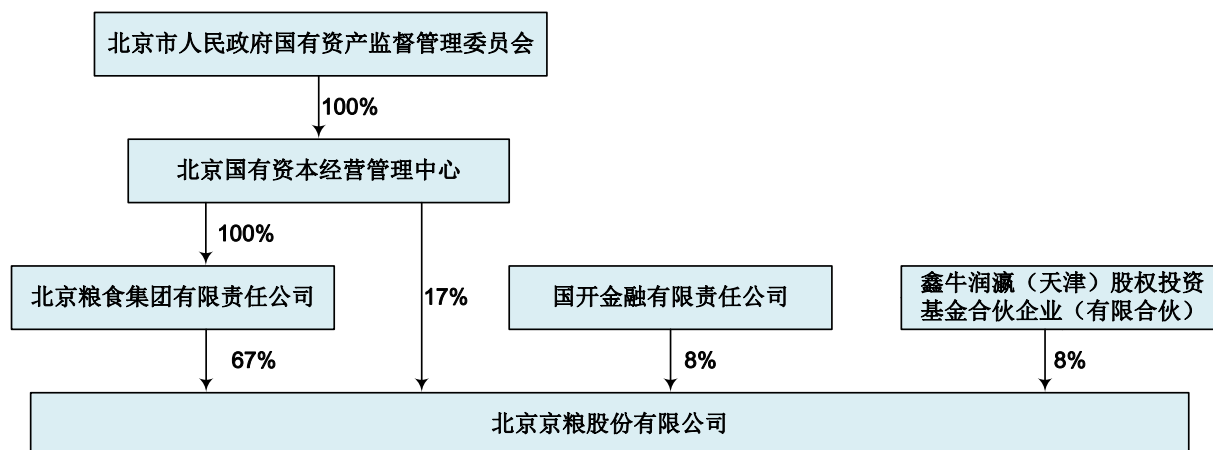 北京市人民政府国有资产监督管理委员会
100%
北京国有资本经营管理中心
100%
北京粮食集团有限责任公司
17%
国开金融有限责任公司
鑫牛润瀛（天津）股权投资
基金合伙企业（有限合伙）
67%
8%
8%
北京京粮股份有限公司